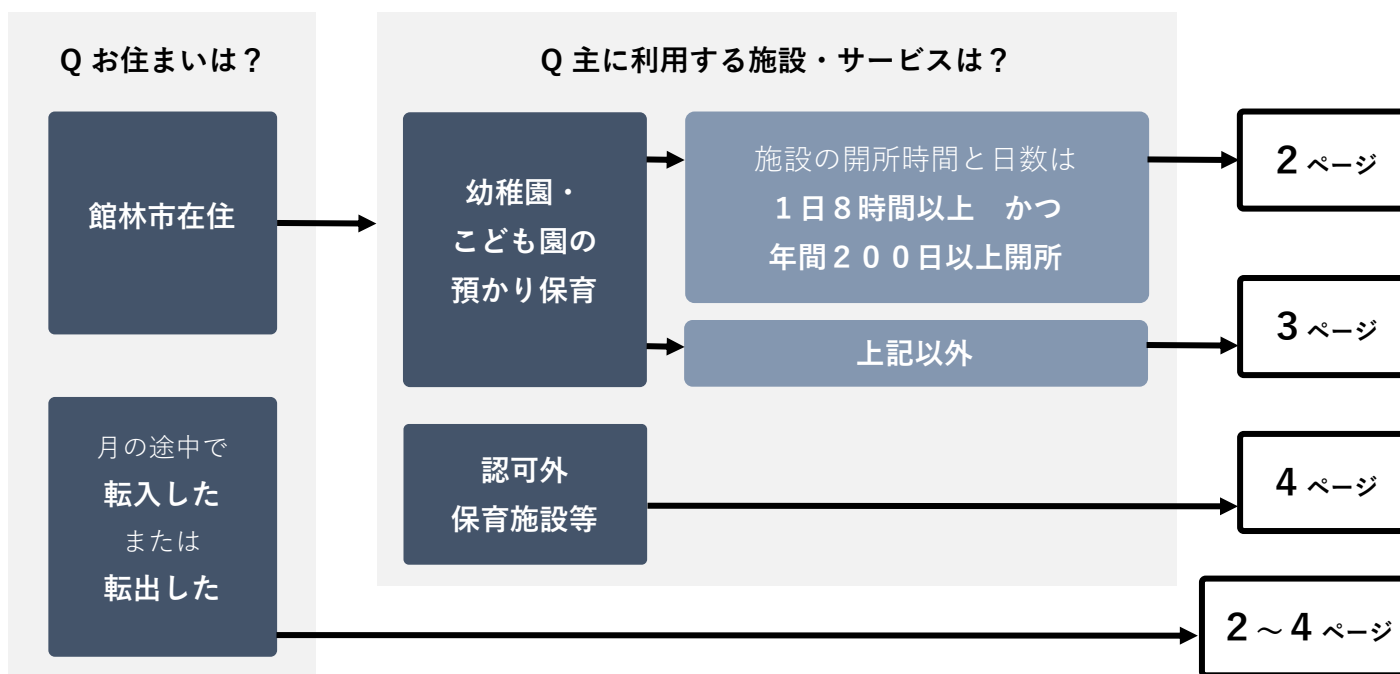 Q お住まいは？
Q 主に利用する施設・サービスは？
館林市在住
幼稚園・
こども園の
預かり保育
施設の開所時間と日数は
１日８時間以上　かつ
年間２００日以上開所
2 ページ
上記以外
3 ページ
月の途中で
転入した
または
転出した
認可外
保育施設等
4 ページ
2～4 ページ